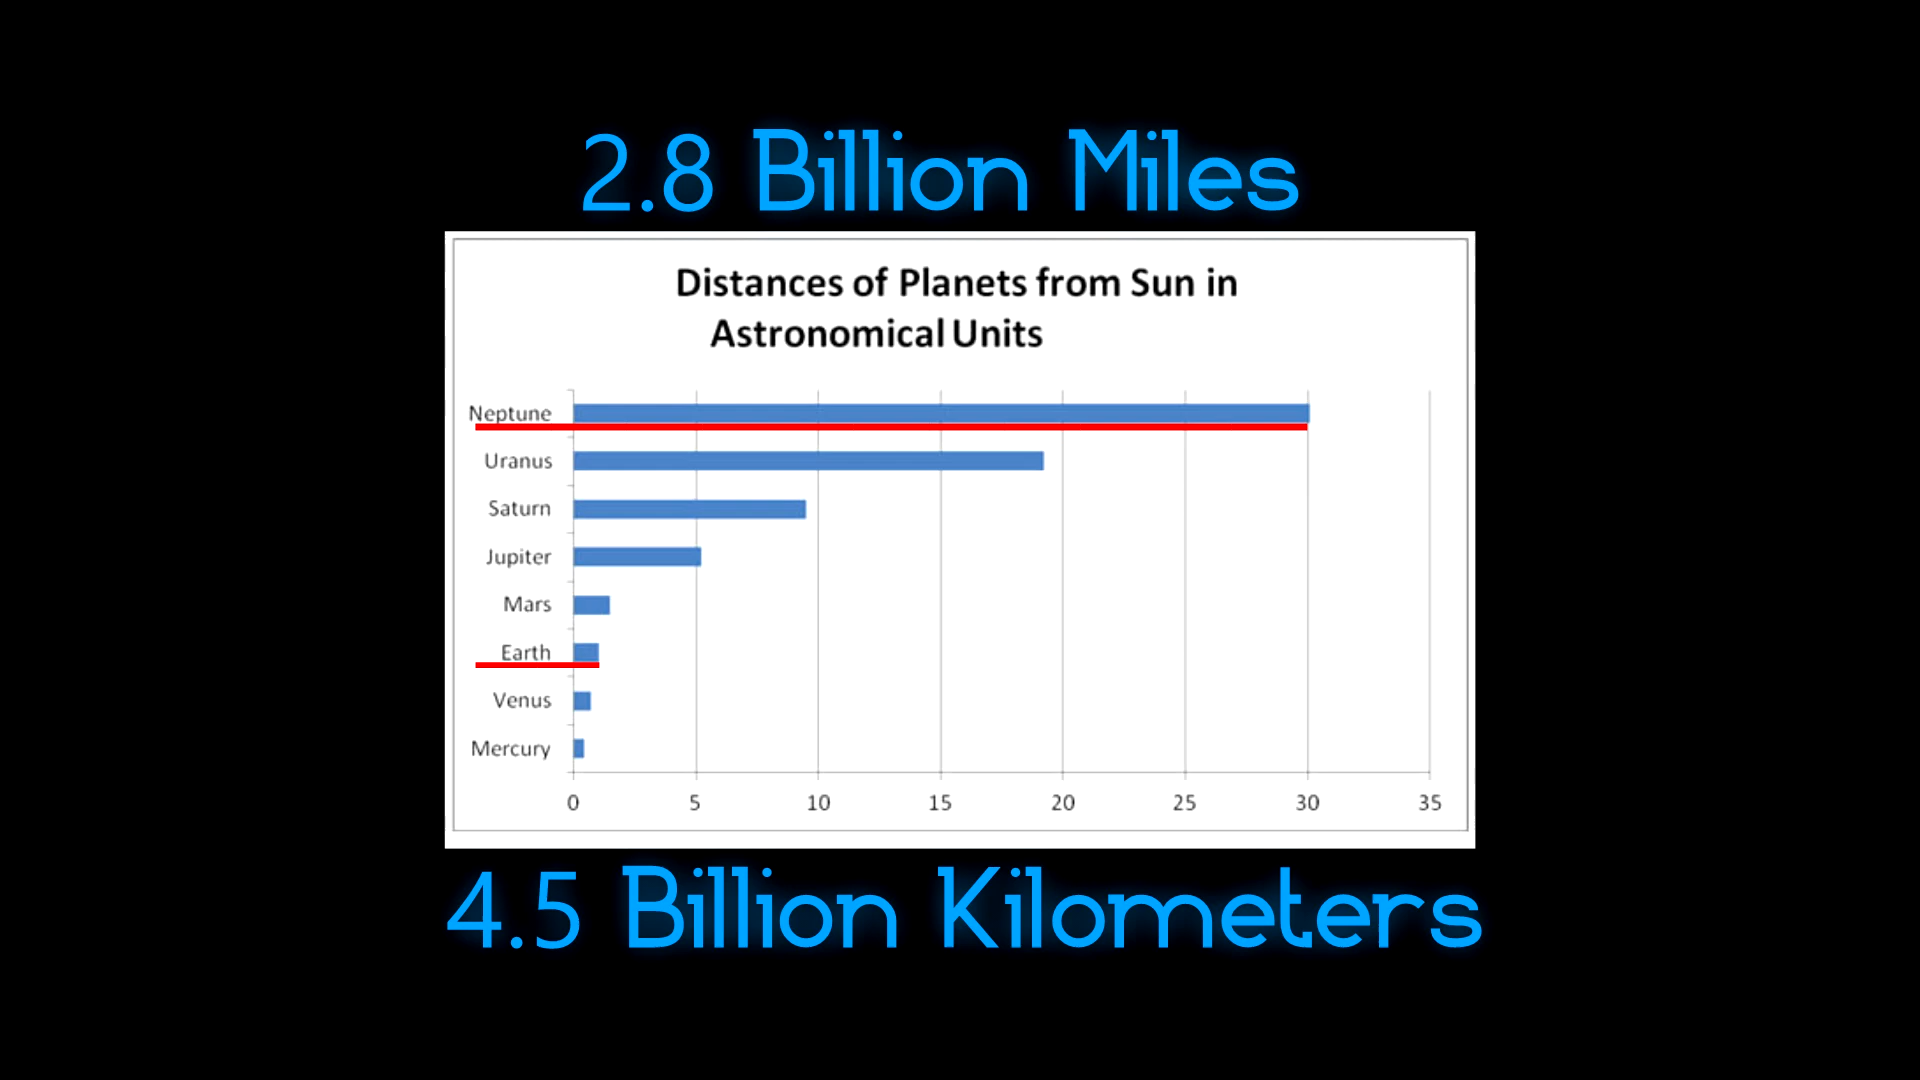 2.8 Billion Miles
Distances of Planets from Sun in
Astronomical Units
Neptune
Uranus
Saturn
Jupiter
Mars
Earth
Venus
Mercury
0 5 10 15 20 25 30 35
4.5 Billion Kilometers